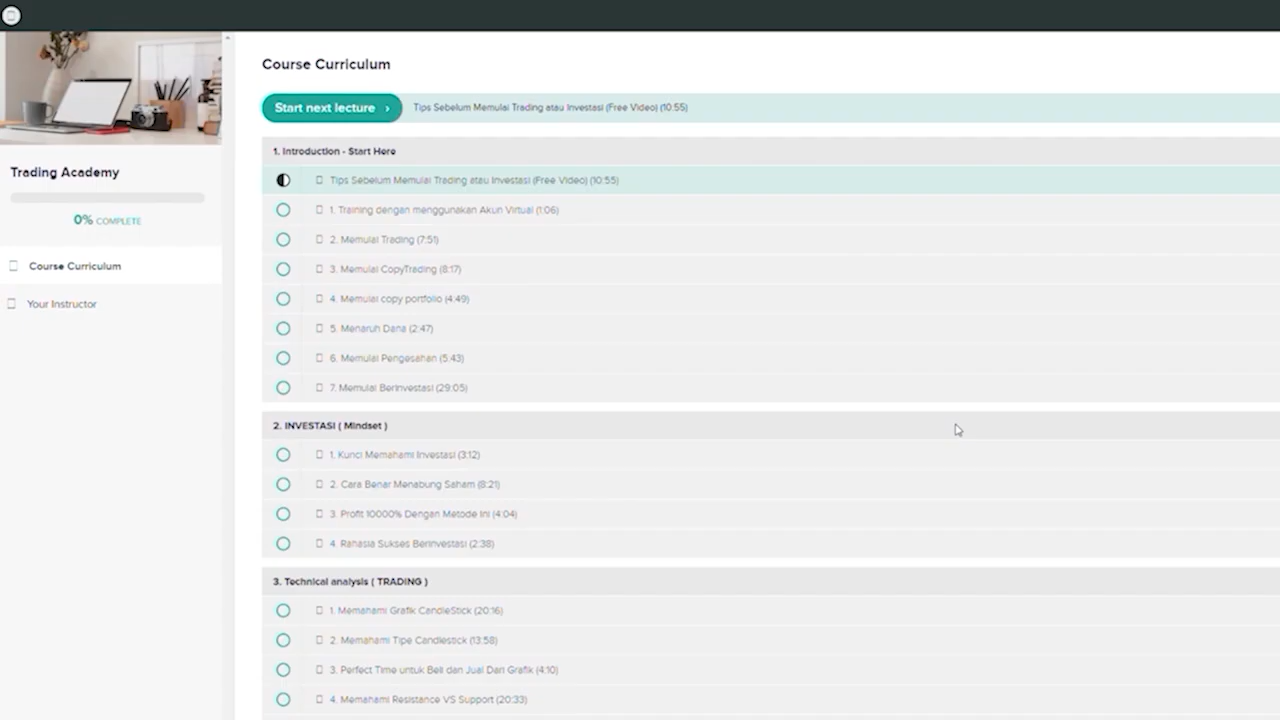 Course Curriculum
Start next lecture › Tips Sebelum Memulai Trading atau Investasi (Free Video) (10:55)
1. Introduction - Start Here
Tips Sebelum Memulai Trading atau Investasi (Free Video) (10:55)
Trading Academy
1. Training dengan menggunakan Akun Virtual (1:06)
0% COMPLETE
2. Memulai Trading (7:51)
Course Curriculum
3. Memulai CopyTrading (8:17)
Your Instructor
4. Memulai copy portfolio (4:49)
5. Menaruh Dana (2:47)
6. Memulai Pengesahan (5:43)
7. Memulai Berinvestasi (29:05)
2. INVESTASI ( Mindset )
1. Kunci Memahami Investasi (3:12)
2. Cara Benar Menabung Saham (8:21)
3. Profit 10000% Dengan Metode Ini (4:04)
4. Rahasia Sukses Berinvestasi (2:38)
3. Technical analysis ( TRADING )
1. Memahami Grafik CandleStick (20:16)
2. Memahami Tipe Candlestick (13:58)
3. Perfect Time untuk Beli dan Jual Dari Grafik (4:10)
4. Memahami Resistance VS Support (20:33)